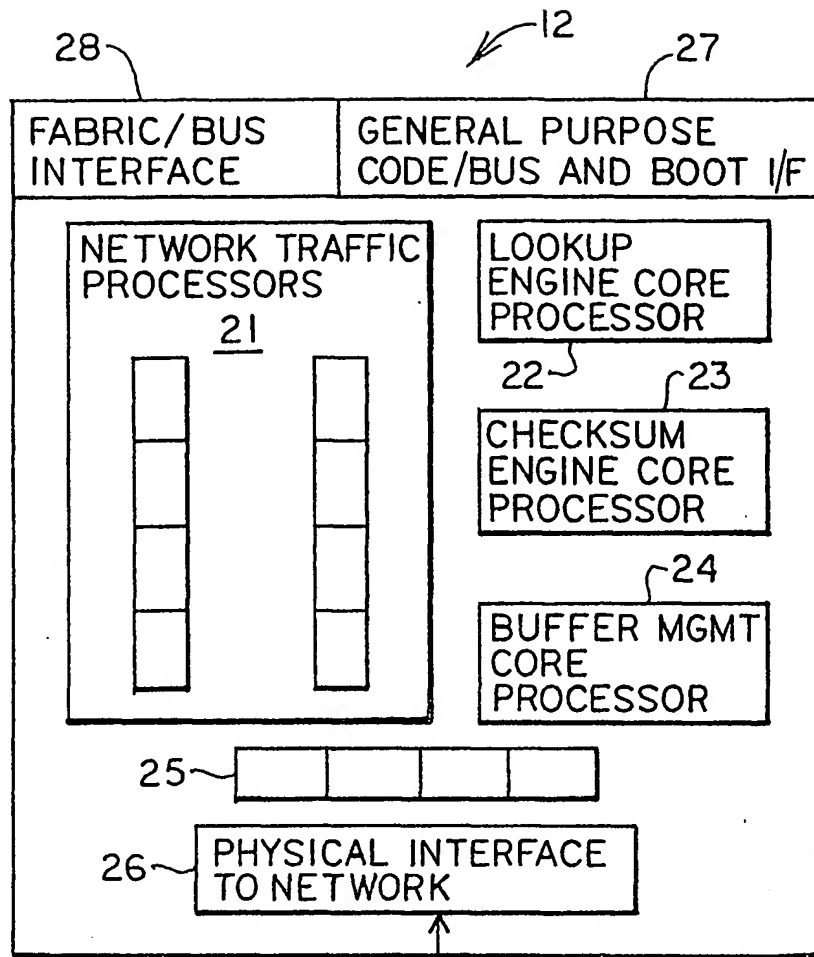 12
28
27
FABRIC/BUS
INTERFACE
GENERAL PURPOSE
CODE/BUS AND BOOT I/F
NETWORK TRAFFIC
PROCESSORS
21
LOOKUP
ENGINE CORE
PROCESSOR
22
23
CHECKSUM
ENGINE CORE
PROCESSOR
24
BUFFER MGMT
CORE
PROCESSOR
25
26
PHYSICAL INTERFACE
TO NETWORK